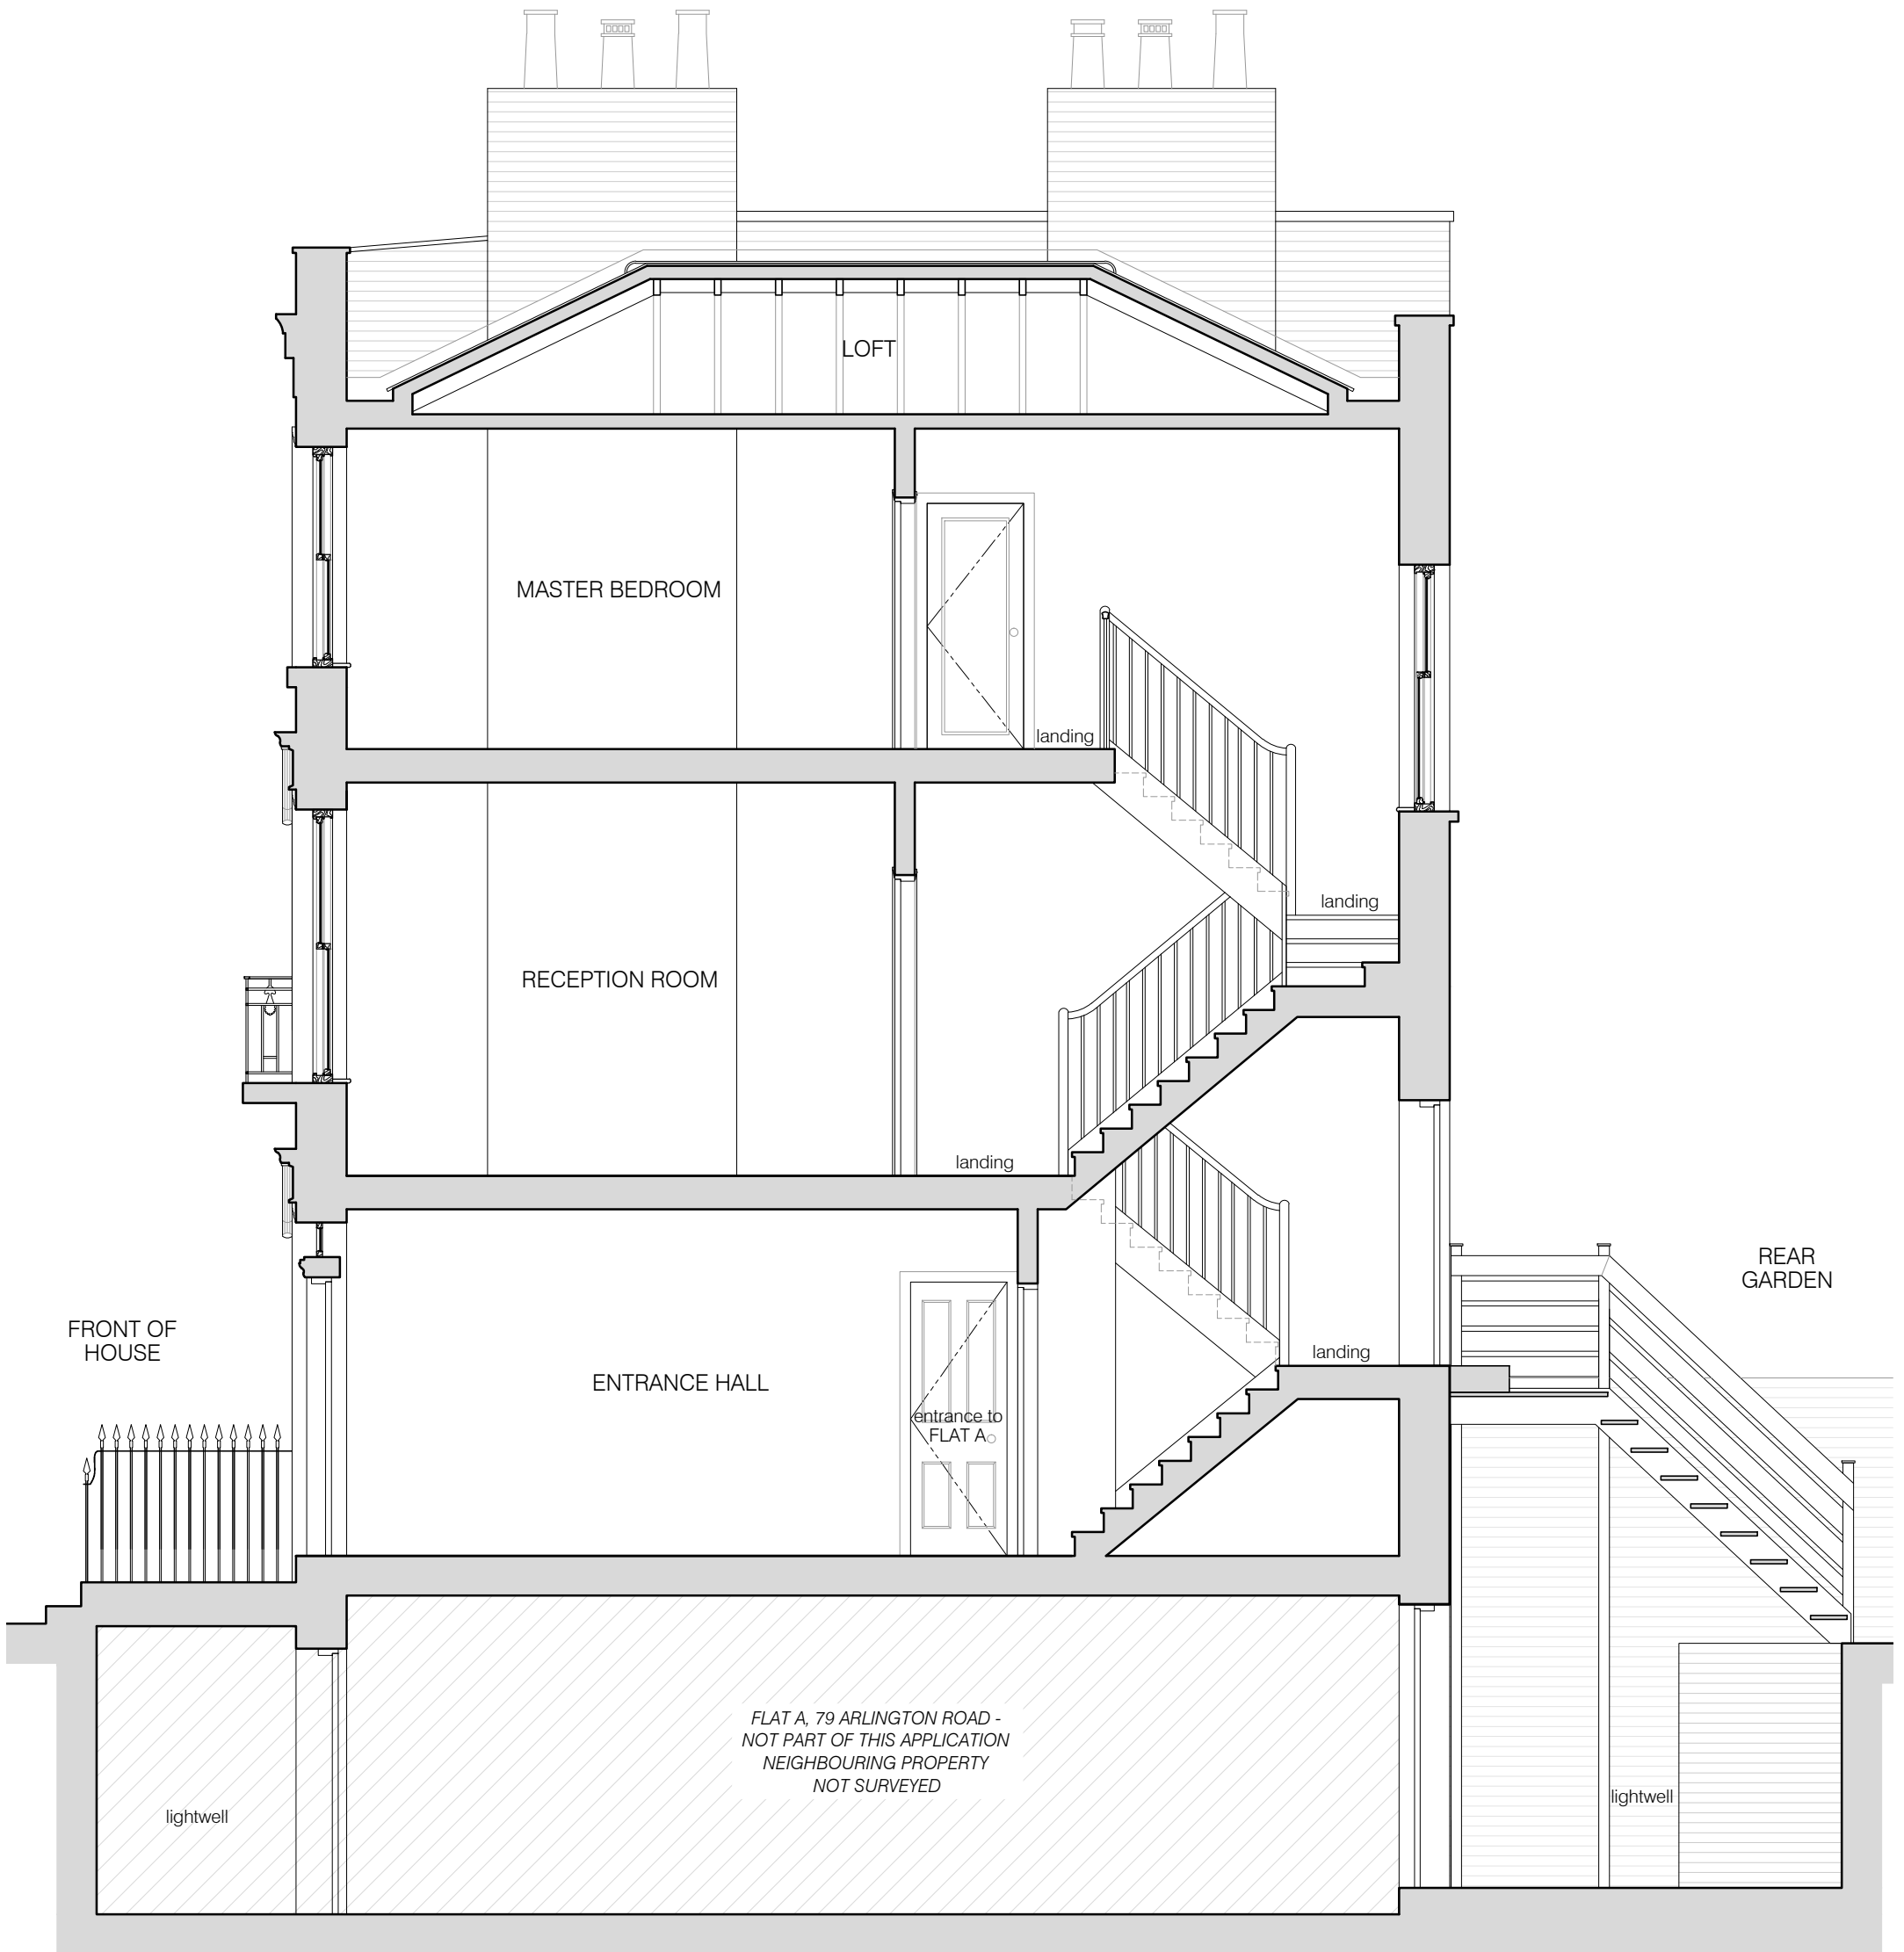 LOFT
MASTER BEDROOM
landing
landing
RECEPTION ROOM
landing
REAR
GARDEN
FRONT OF
HOUSE
landing
ENTRANCE HALL
entrance to
FLAT A
FLAT A, 79 ARLINGTON ROAD -
NOT PART OF THIS APPLICATION
NEIGHBOURING PROPERTY
NOT SURVEYED
lightwell
lightwell